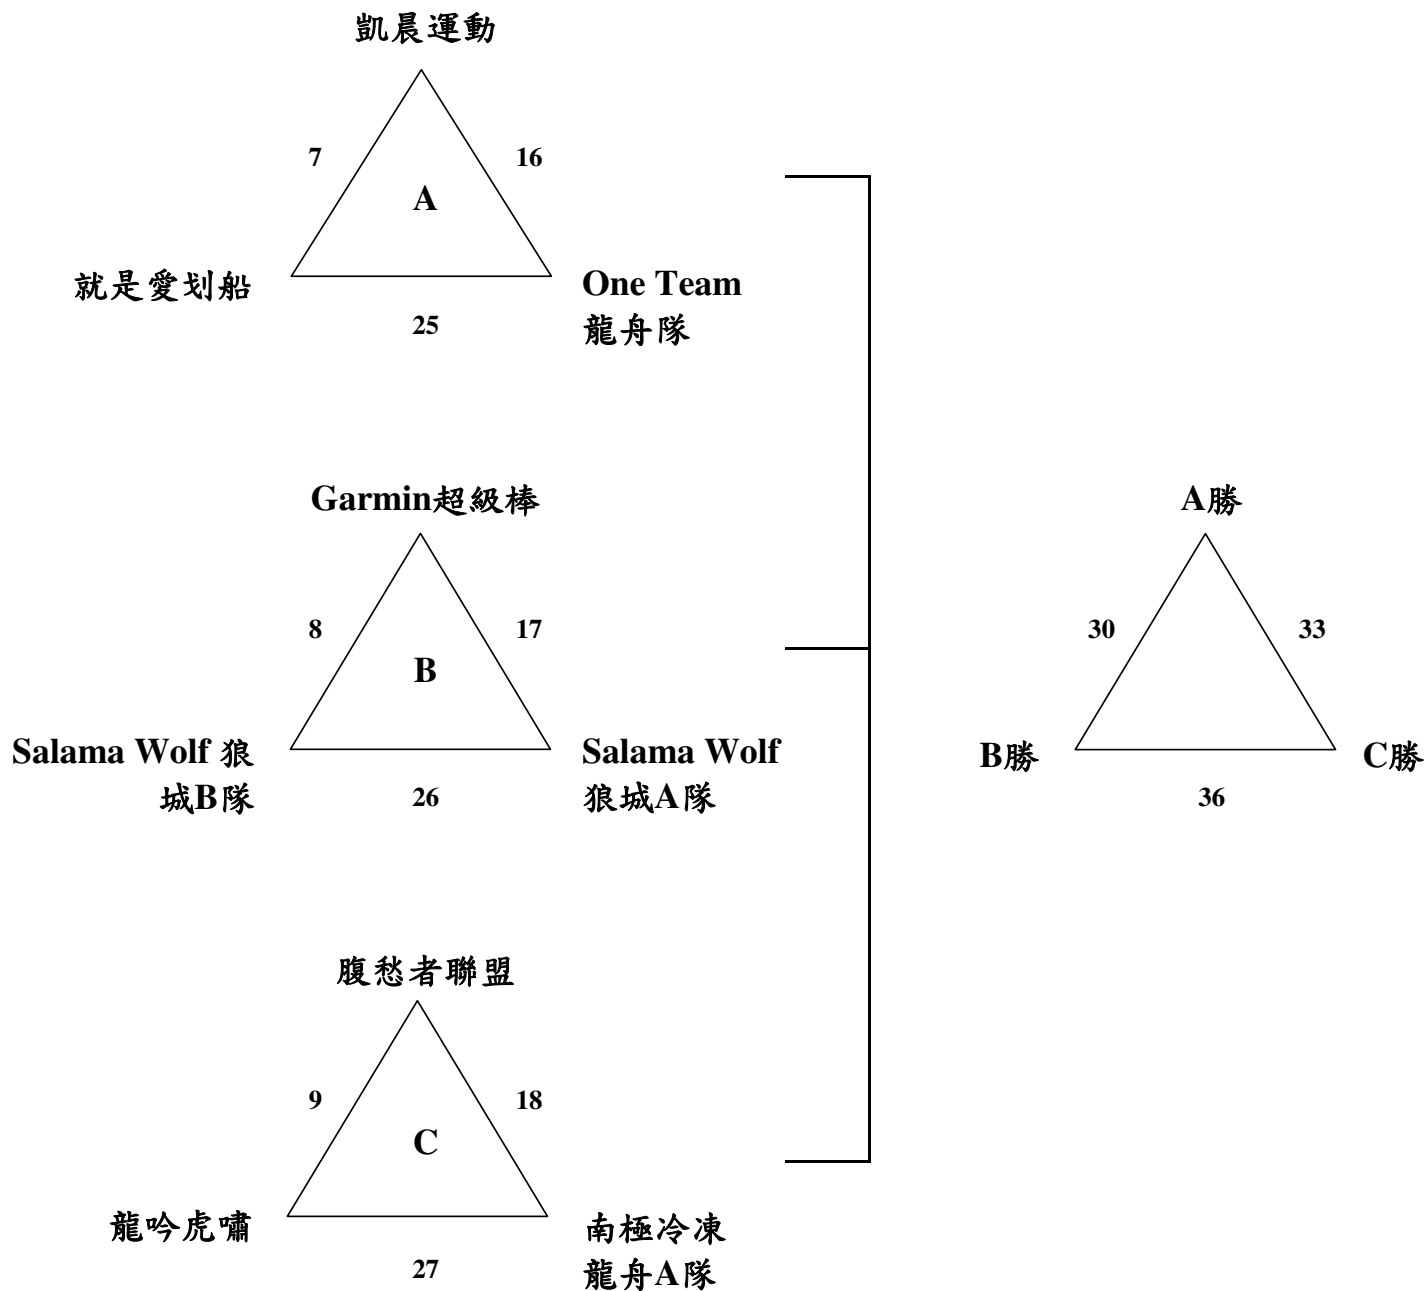 凱晨運動
7
16
A
就是愛划船
One Team
龍舟隊
25
Garmin超級棒
8
17
B
Salama Wolf 狼
城B隊
Salama Wolf
狼城A隊
26
腹愁者聯盟
9
18
C
龍吟虎嘯
南極冷凍
龍舟A隊
27
A勝
30
33
B勝
C勝
36